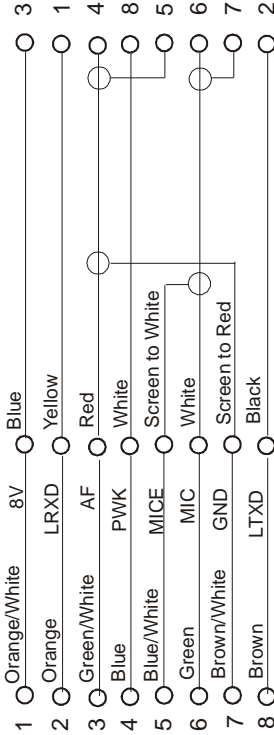 1 Orange/White 8V Blue 3
2 Orange LRXD Yellow 1
3 Green/White AF Red 4
4 Blue PWK White 8
5 Blue/White MICE Screen to White 5
6 Green MIC White 6
7 Brown/White GND Screen to Red 7
8 Brown LTXD Black 2